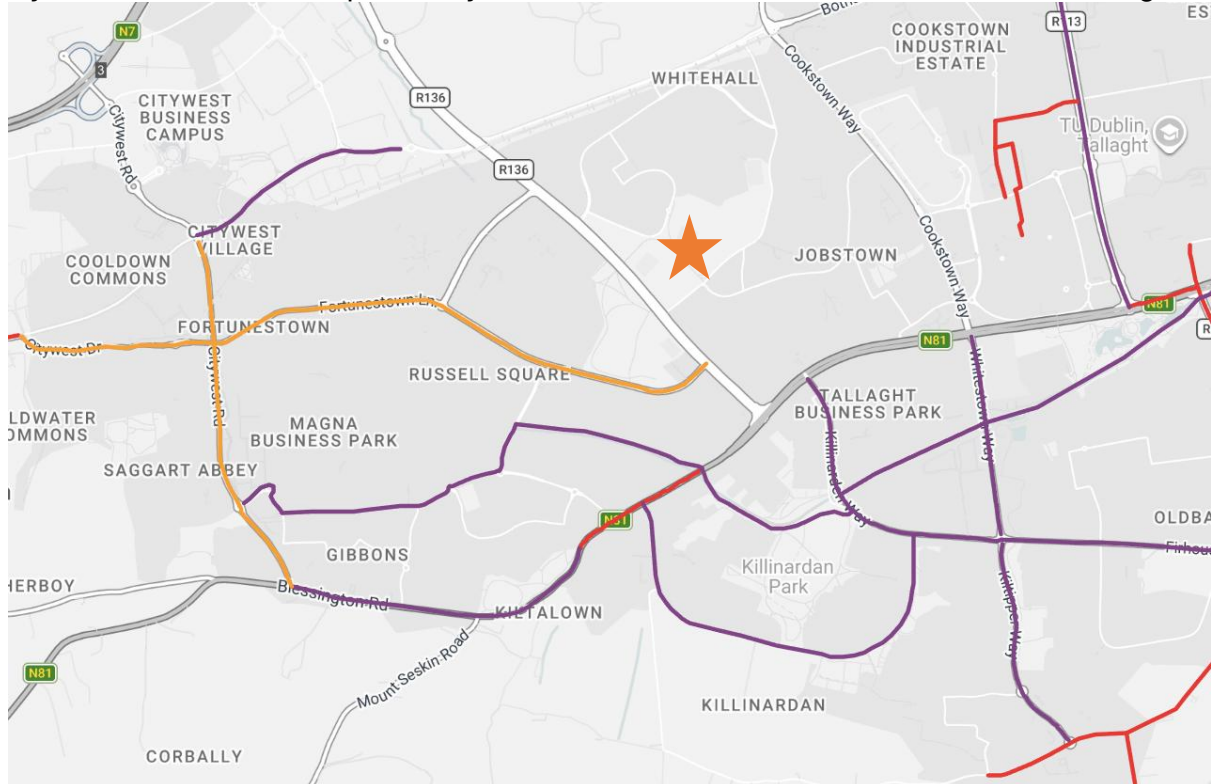 N7
3
CITYWEST
BUSINESS
CAMPUS
Citywest Rd
R136
WHITEHALL
COOKSTOWN
INDUSTRIAL
ESTATE
R113
ES
Cookstown Way
TU Dublin,
Tallaght
R136
CITYWEST
VILLAGE
COOLDOWN
COMMONS
JOBSTOWN
Cookstown Way
Fortunestown Ln
FORTUNESTOWN
Citywest Dr
N81
N81
R
RUSSELL SQUARE
Citywest Rd
Whitestown Way
TALLAGHT
BUSINESS PARK
LDWATER
OMMONS
MAGNA
BUSINESS PARK
Killinarden Way
SAGGART ABBEY
N81
OLDBA
Firhou
GIBBONS
Killinardan
Park
HERBOY
Blessington Rd
KILTALOWN
Kiltipper Way
Mount Seskin Road
N81
KILLINARDAN
CORBALLY